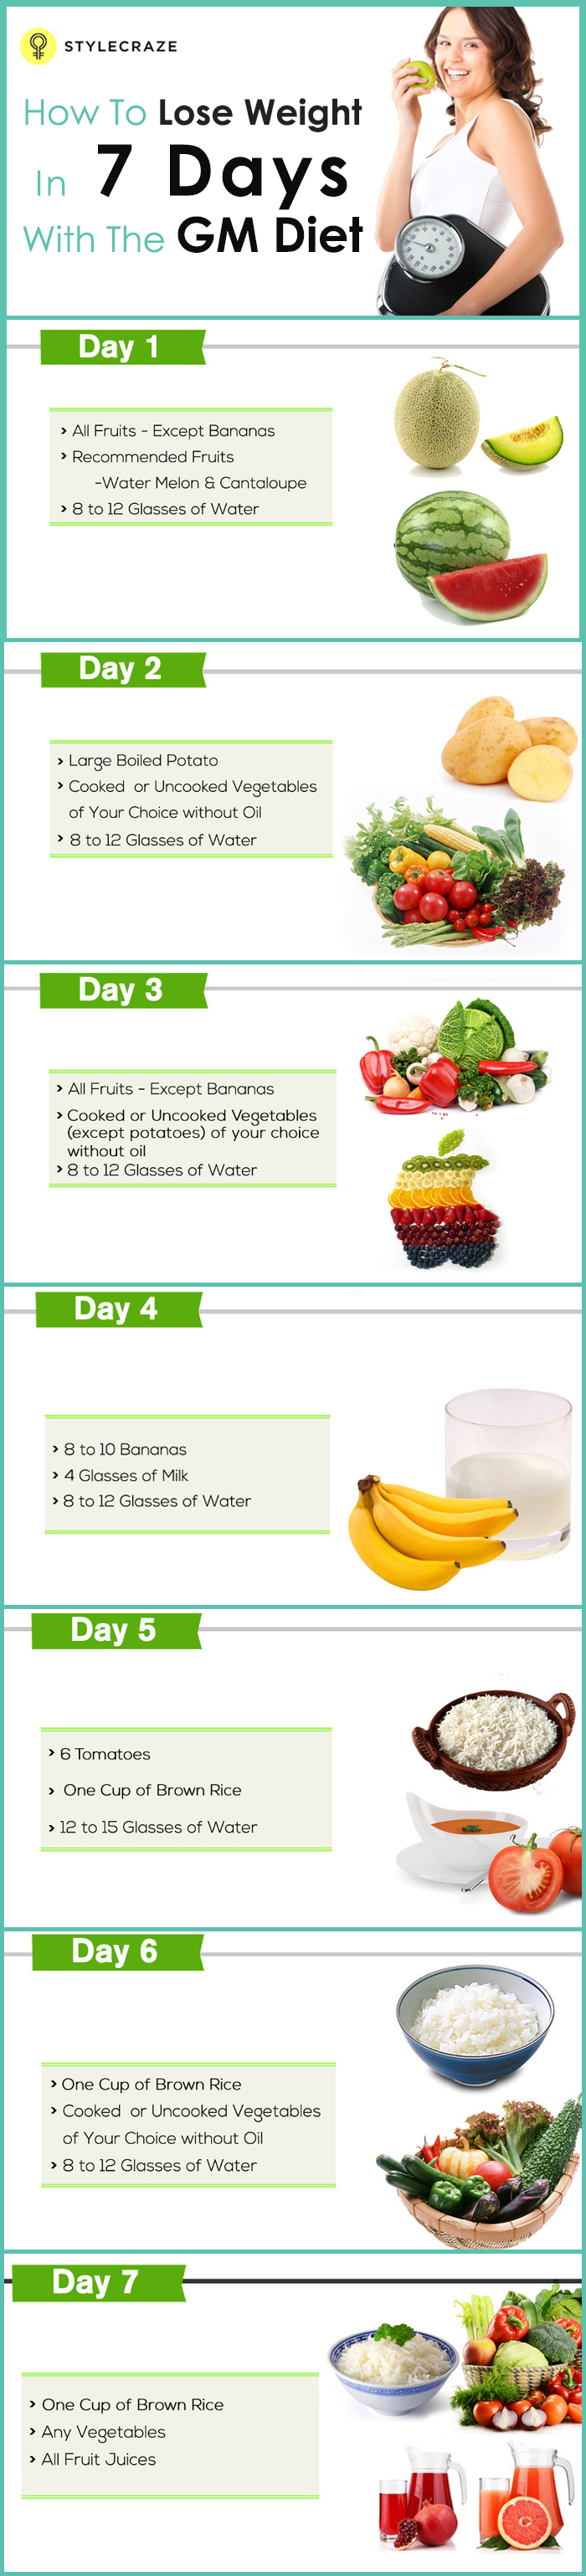 STYLECRAZE
How To Lose Weight
In 7 Days
With The GM Diet
Day 1
> All Fruits - Except Bananas
> Recommended Fruits
-Water Melon & Cantaloupe
> 8 to 12 Glasses of Water
Day 2
> Large Boiled Potato
> Cooked or Uncooked Vegetables
of Your Choice without Oil
> 8 to 12 Glasses of Water
Day 3
> All Fruits - Except Bananas
> Cooked or Uncooked Vegetables
(except potatoes) of your choice
without oil
> 8 to 12 Glasses of Water
Day 4
> 8 to 10 Bananas
> 4 Glasses of Milk
> 8 to 12 Glasses of Water
Day 5
> 6 Tomatoes
> One Cup of Brown Rice
> 12 to 15 Glasses of Water
Day 6
> One Cup of Brown Rice
> Cooked or Uncooked Vegetables
of Your Choice without Oil
> 8 to 12 Glasses of Water
Day 7
> One Cup of Brown Rice
> Any Vegetables
> All Fruit Juices